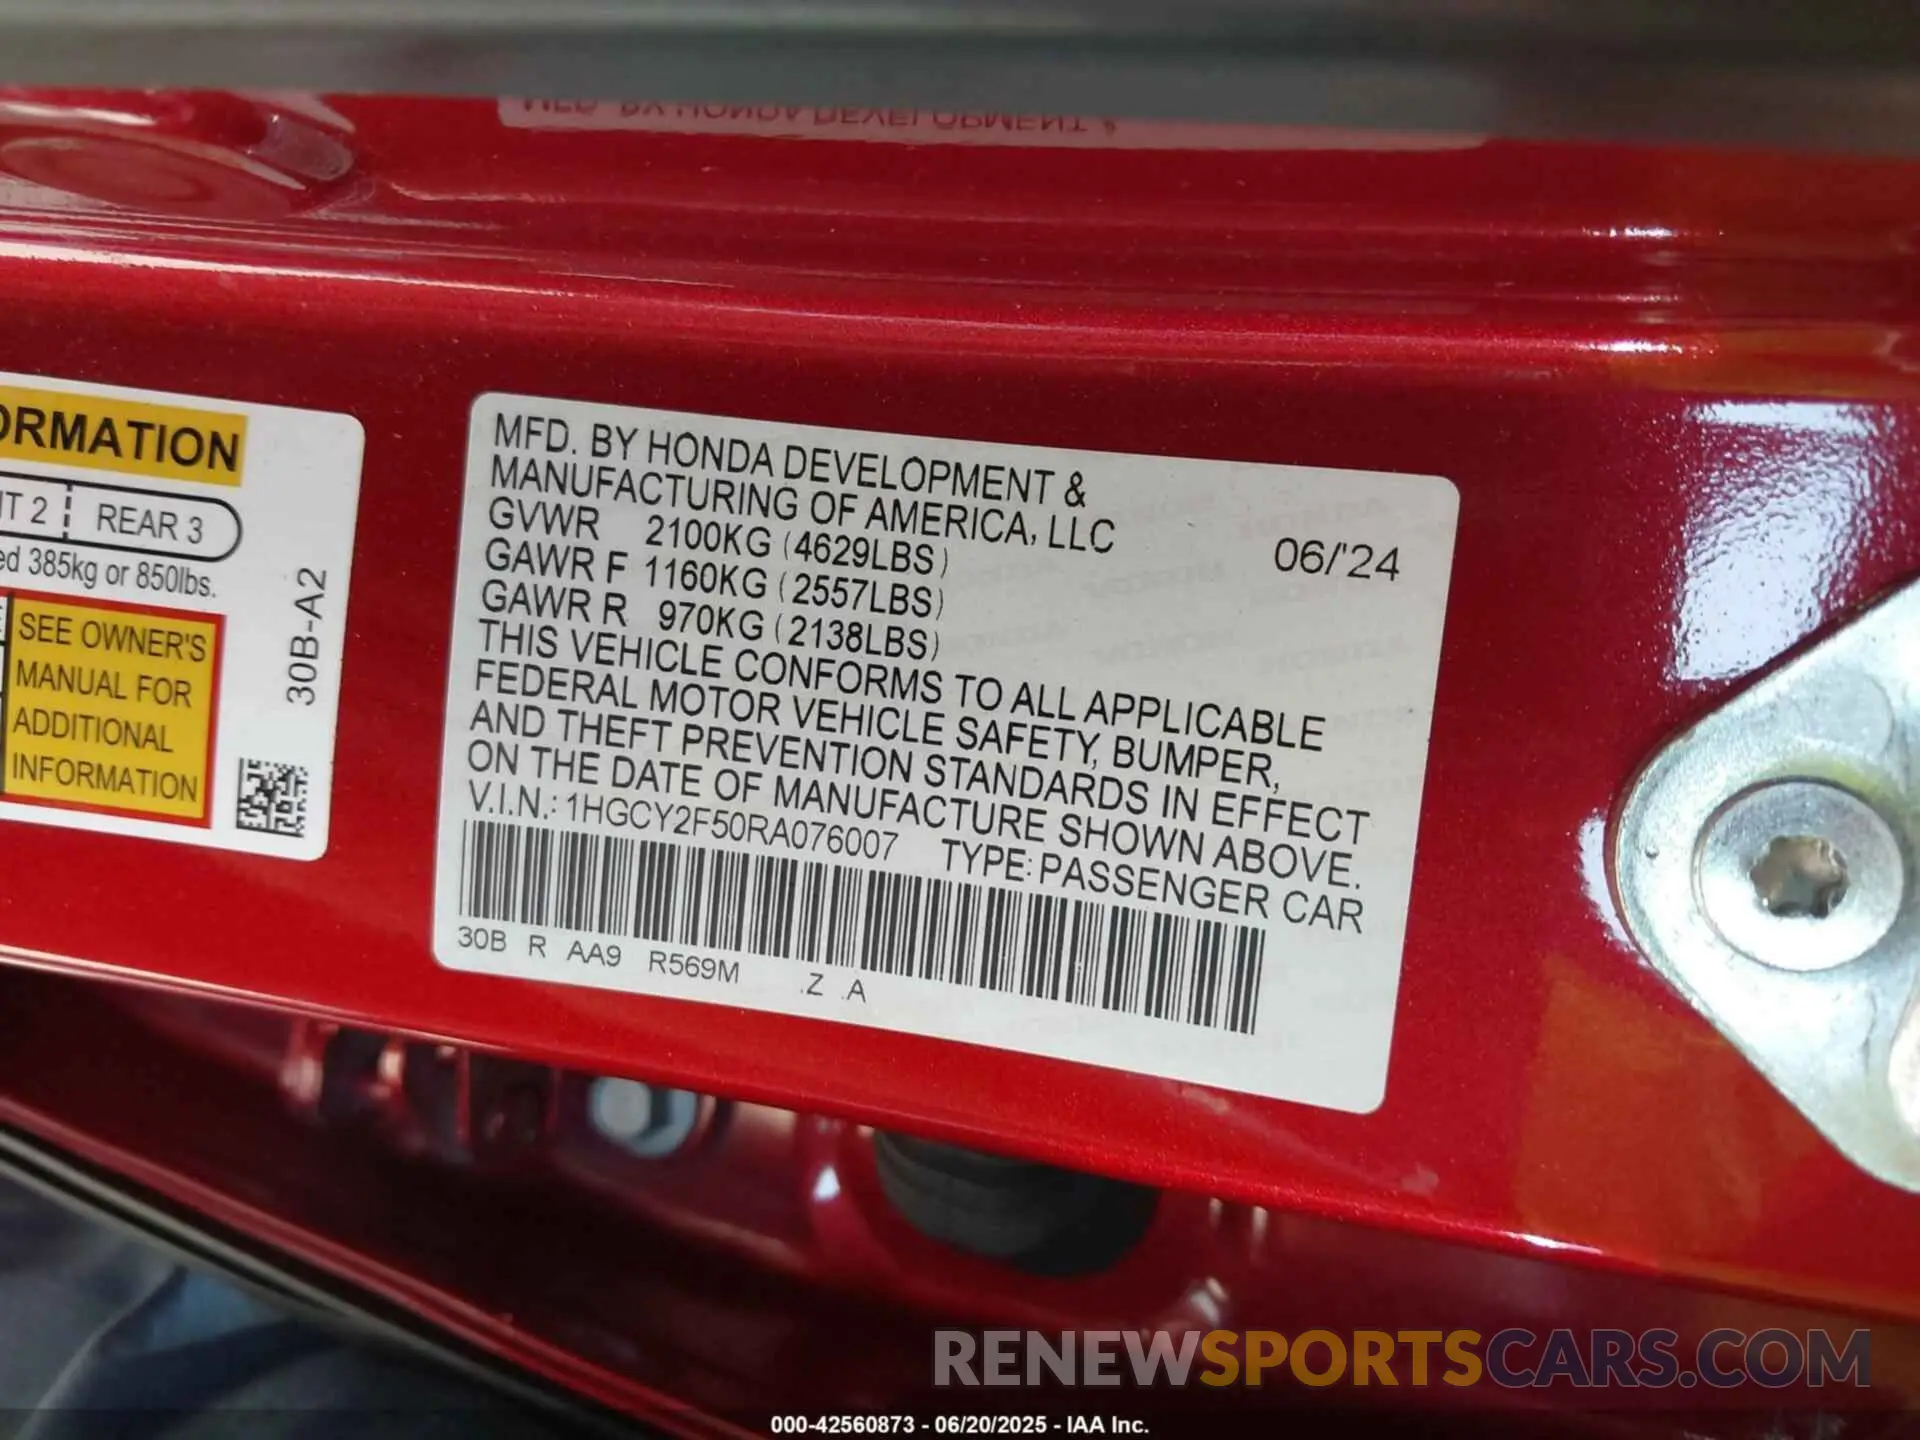 ORMATION
T 2 REAR 3
ed 385kg or 850lbs.
SEE OWNER'S
MANUAL FOR
ADDITIONAL
INFORMATION
30B-A2
MFD. BY HONDA DEVELOPMENT &
MANUFACTURING OF AMERICA, LLC
GVWR 2100KG (4629LBS)
06/'24
GAWR F 1160KG (2557LBS)
GAWR R 970KG (2138LBS)
THIS VEHICLE CONFORMS TO ALL APPLICABLE
FEDERAL MOTOR VEHICLE SAFETY, BUMPER,
AND THEFT PREVENTION STANDARDS IN EFFECT
ON THE DATE OF MANUFACTURE SHOWN ABOVE.
V.I.N.: 1HGCY2F50RA076007 TYPE: PASSENGER CAR
30B R AA9 R569M .Z .A
RENEWSPORTSCARS.COM
000-42560873 - 06/20/2025 - IAA Inc.